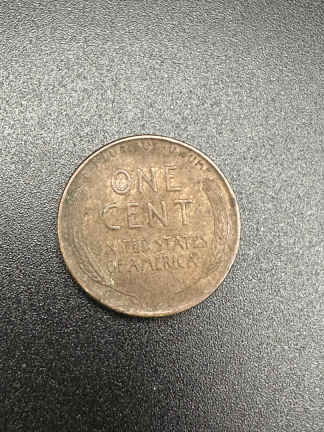 ONE
CENT
UNITED STATES
OF AMERICA